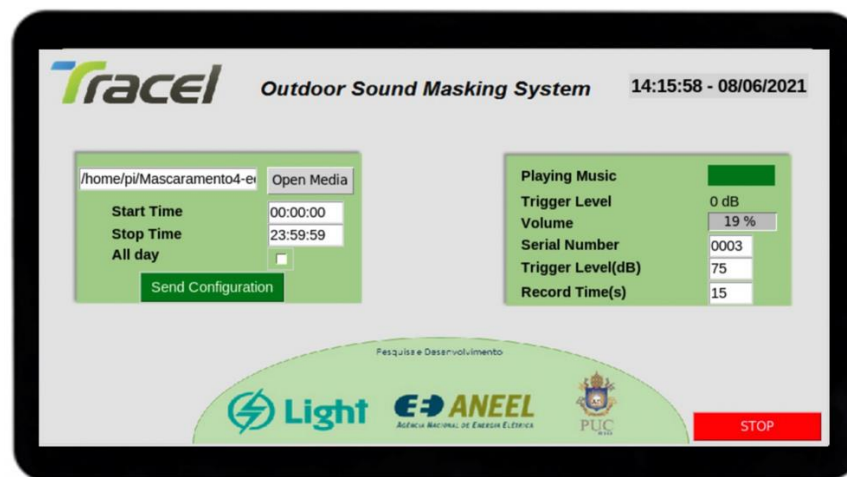 Tracel
Outdoor Sound Masking System
14:15:58 - 08/06/2021
/home/pi/Mascaramento4-e
Open Media
Start Time 00:00:00
Stop Time 23:59:59
All day
Send Configuration
Playing Music
Trigger Level 0 dB
Volume 19 %
Serial Number 0003
Trigger Level(dB) 75
Record Time(s) 15
Pesquisa e Desenvolvimento
Light
ANEEL
AGÊNCIA NACIONAL DE ENERGIA ELÉTRICA
PUC
STOP